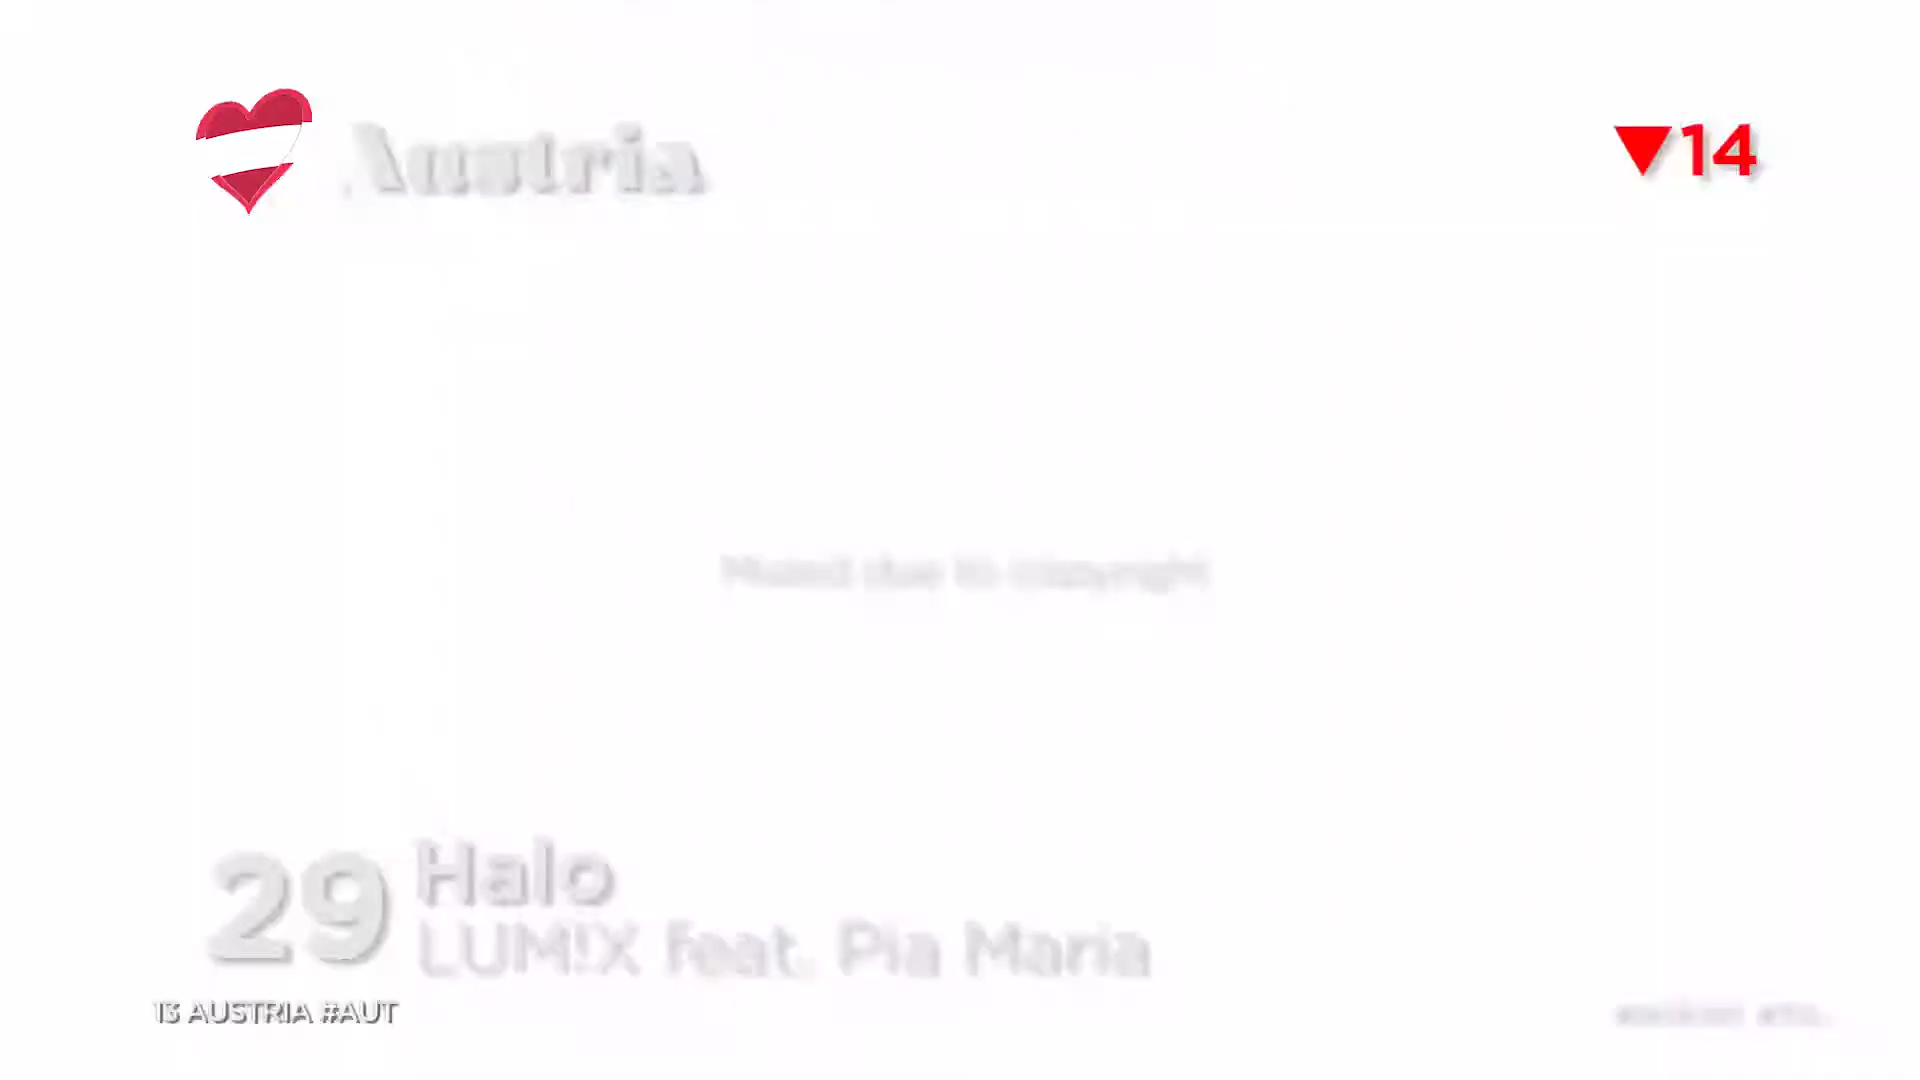 Austria
▼14
Muted due to copyright
29
Halo
LUM!X feat. Pia Maria
13 AUSTRIA #AUT